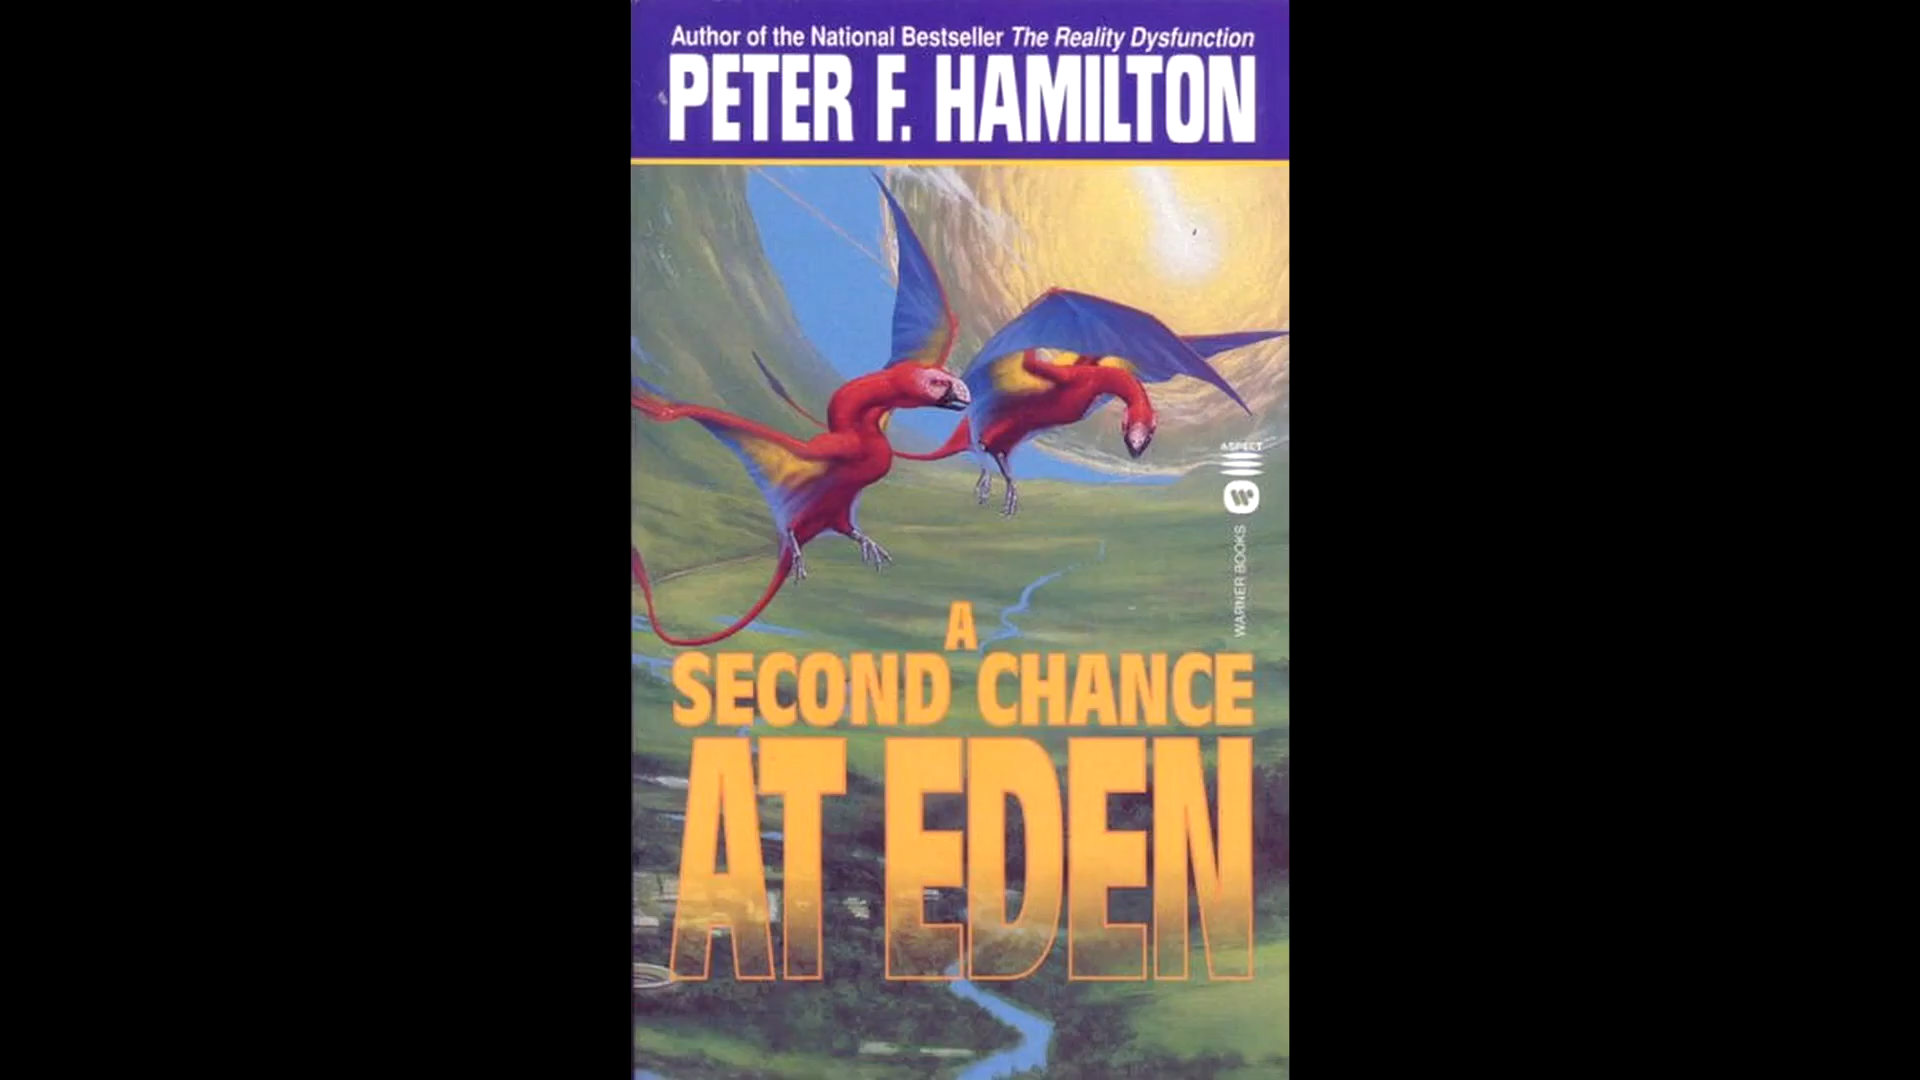 Author of the National Bestseller The Reality Dysfunction
PETER F. HAMILTON
ASPECT
WARNER BOOKS
A
SECOND CHANCE
AT EDEN